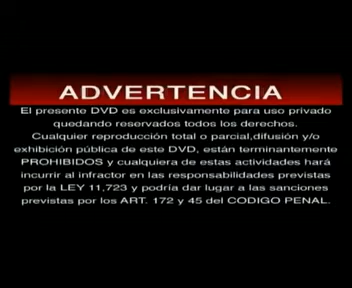 ADVERTENCIA
El presente DVD es exclusivamente para uso privado
quedando reservados todos los derechos.
Cualquier reproducción total o parcial,difusión y/o
exhibición pública de este DVD, están terminantemente
PROHIBIDOS y cualquiera de estas actividades hará
incurrir al infractor en las responsabilidades previstas
por la LEY 11,723 y podría dar lugar a las sanciones
previstas por los ART. 172 y 45 del CODIGO PENAL.